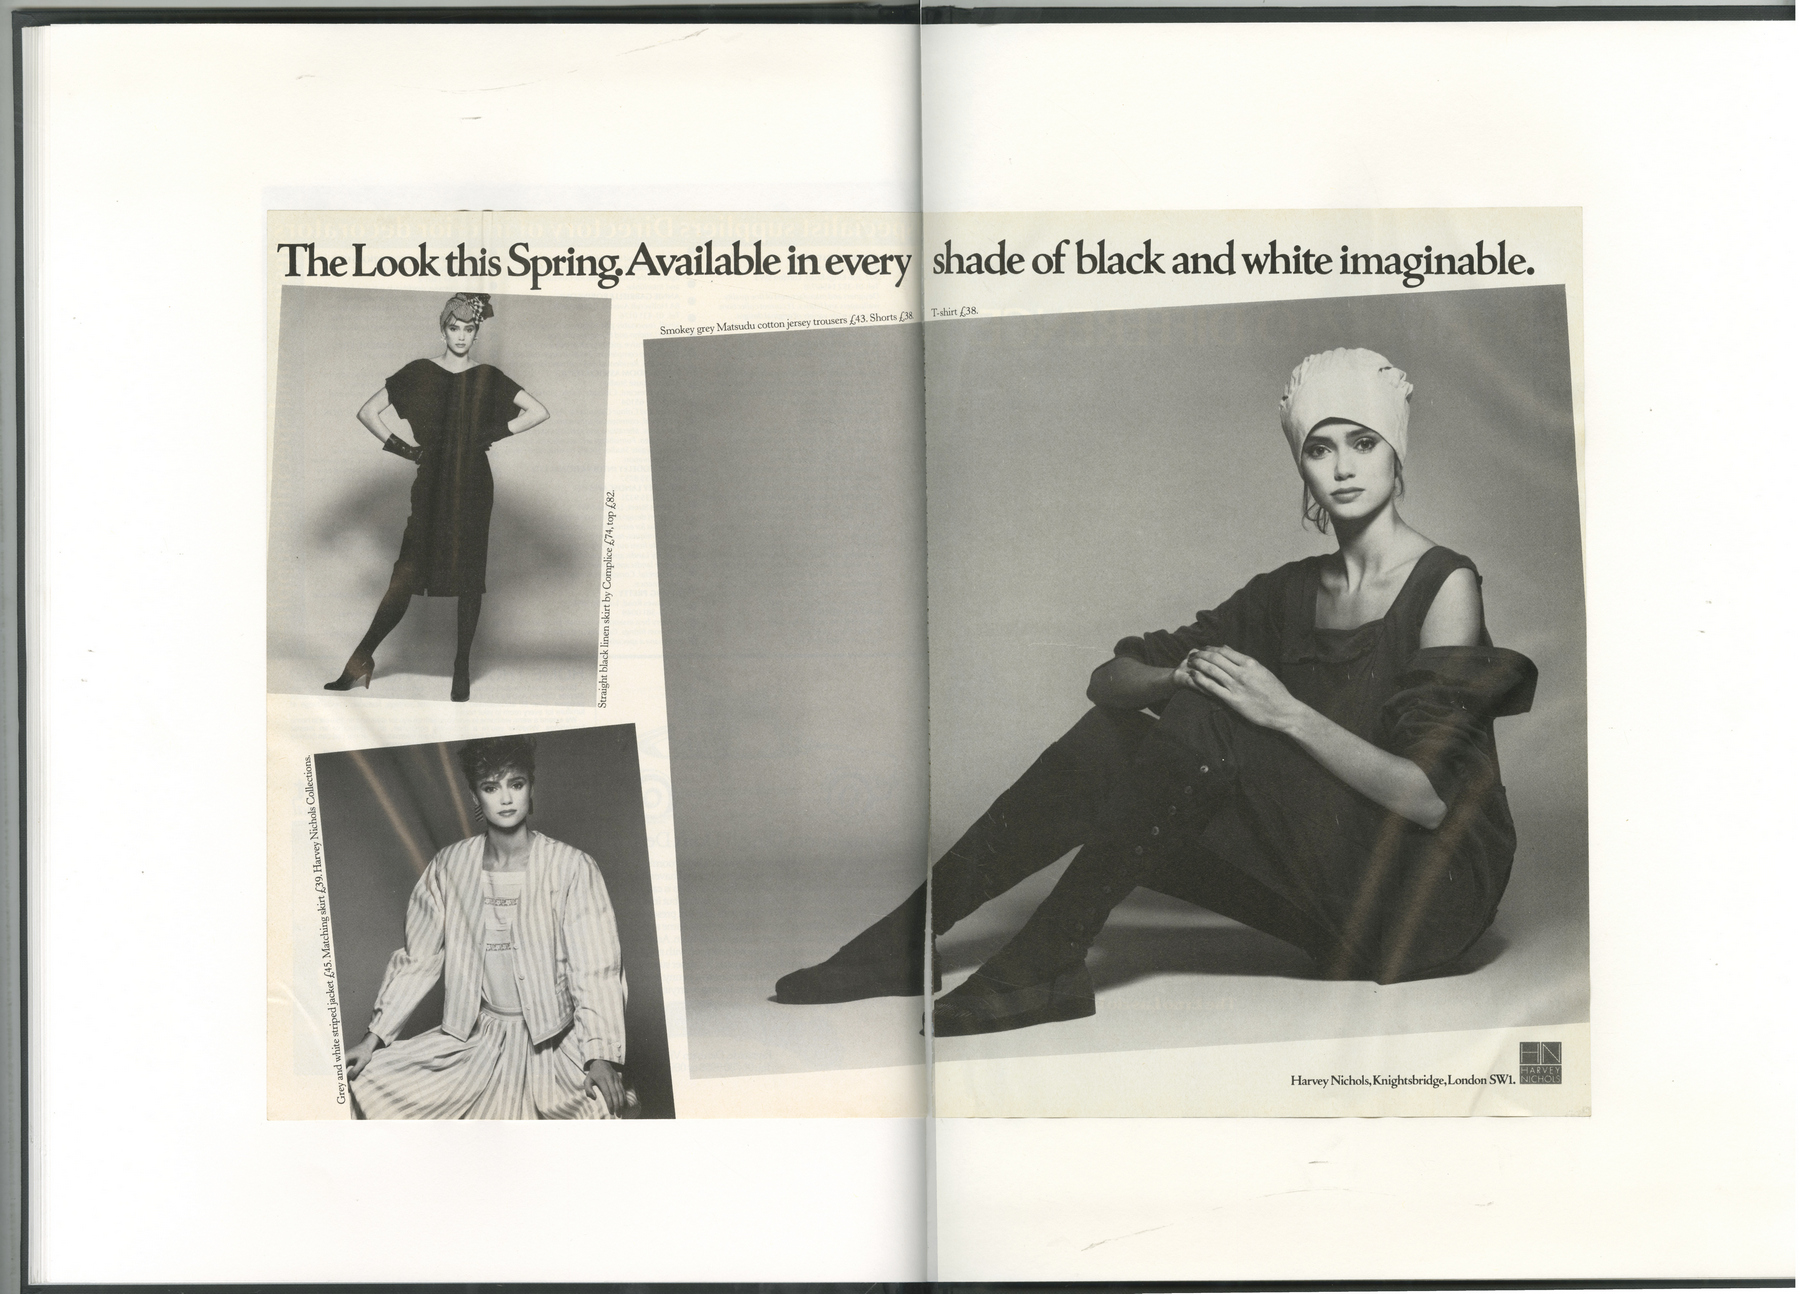 The Look this Spring. Available in every shade of black and white imaginable.
Smokey grey Matsudu cotton jersey trousers £43. Shorts £38. T-shirt £38.
Straight black linen skirt by Complice £74, top £82.
Grey and white striped jacket £45. Matching skirt £39. Harvey Nichols Collections.
Harvey Nichols, Knightsbridge, London SW1.
HN
HARVEY
NICHOLS